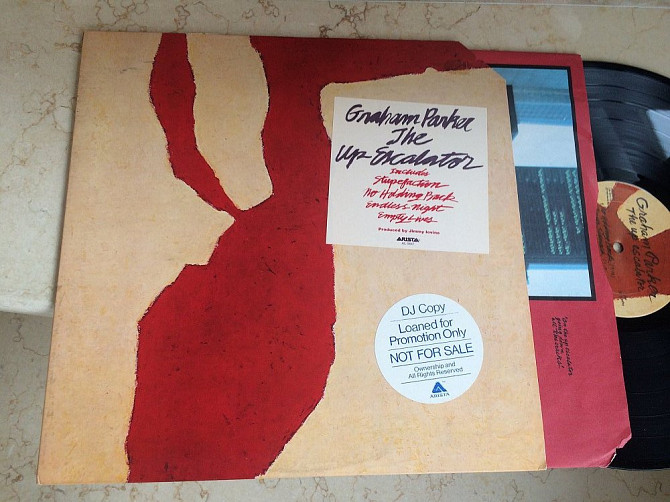 Graham Parker
The
Up Escalator
Includes
Stupefaction
No Holding Back
Endless Night
Empty Lives
Produced by Jimmy Iovine
ARISTA
DJ Copy
Loaned for
Promotion Only
NOT FOR SALE
Ownership and
All Rights Reserved
ARISTA
Graham Parker
The up escalator